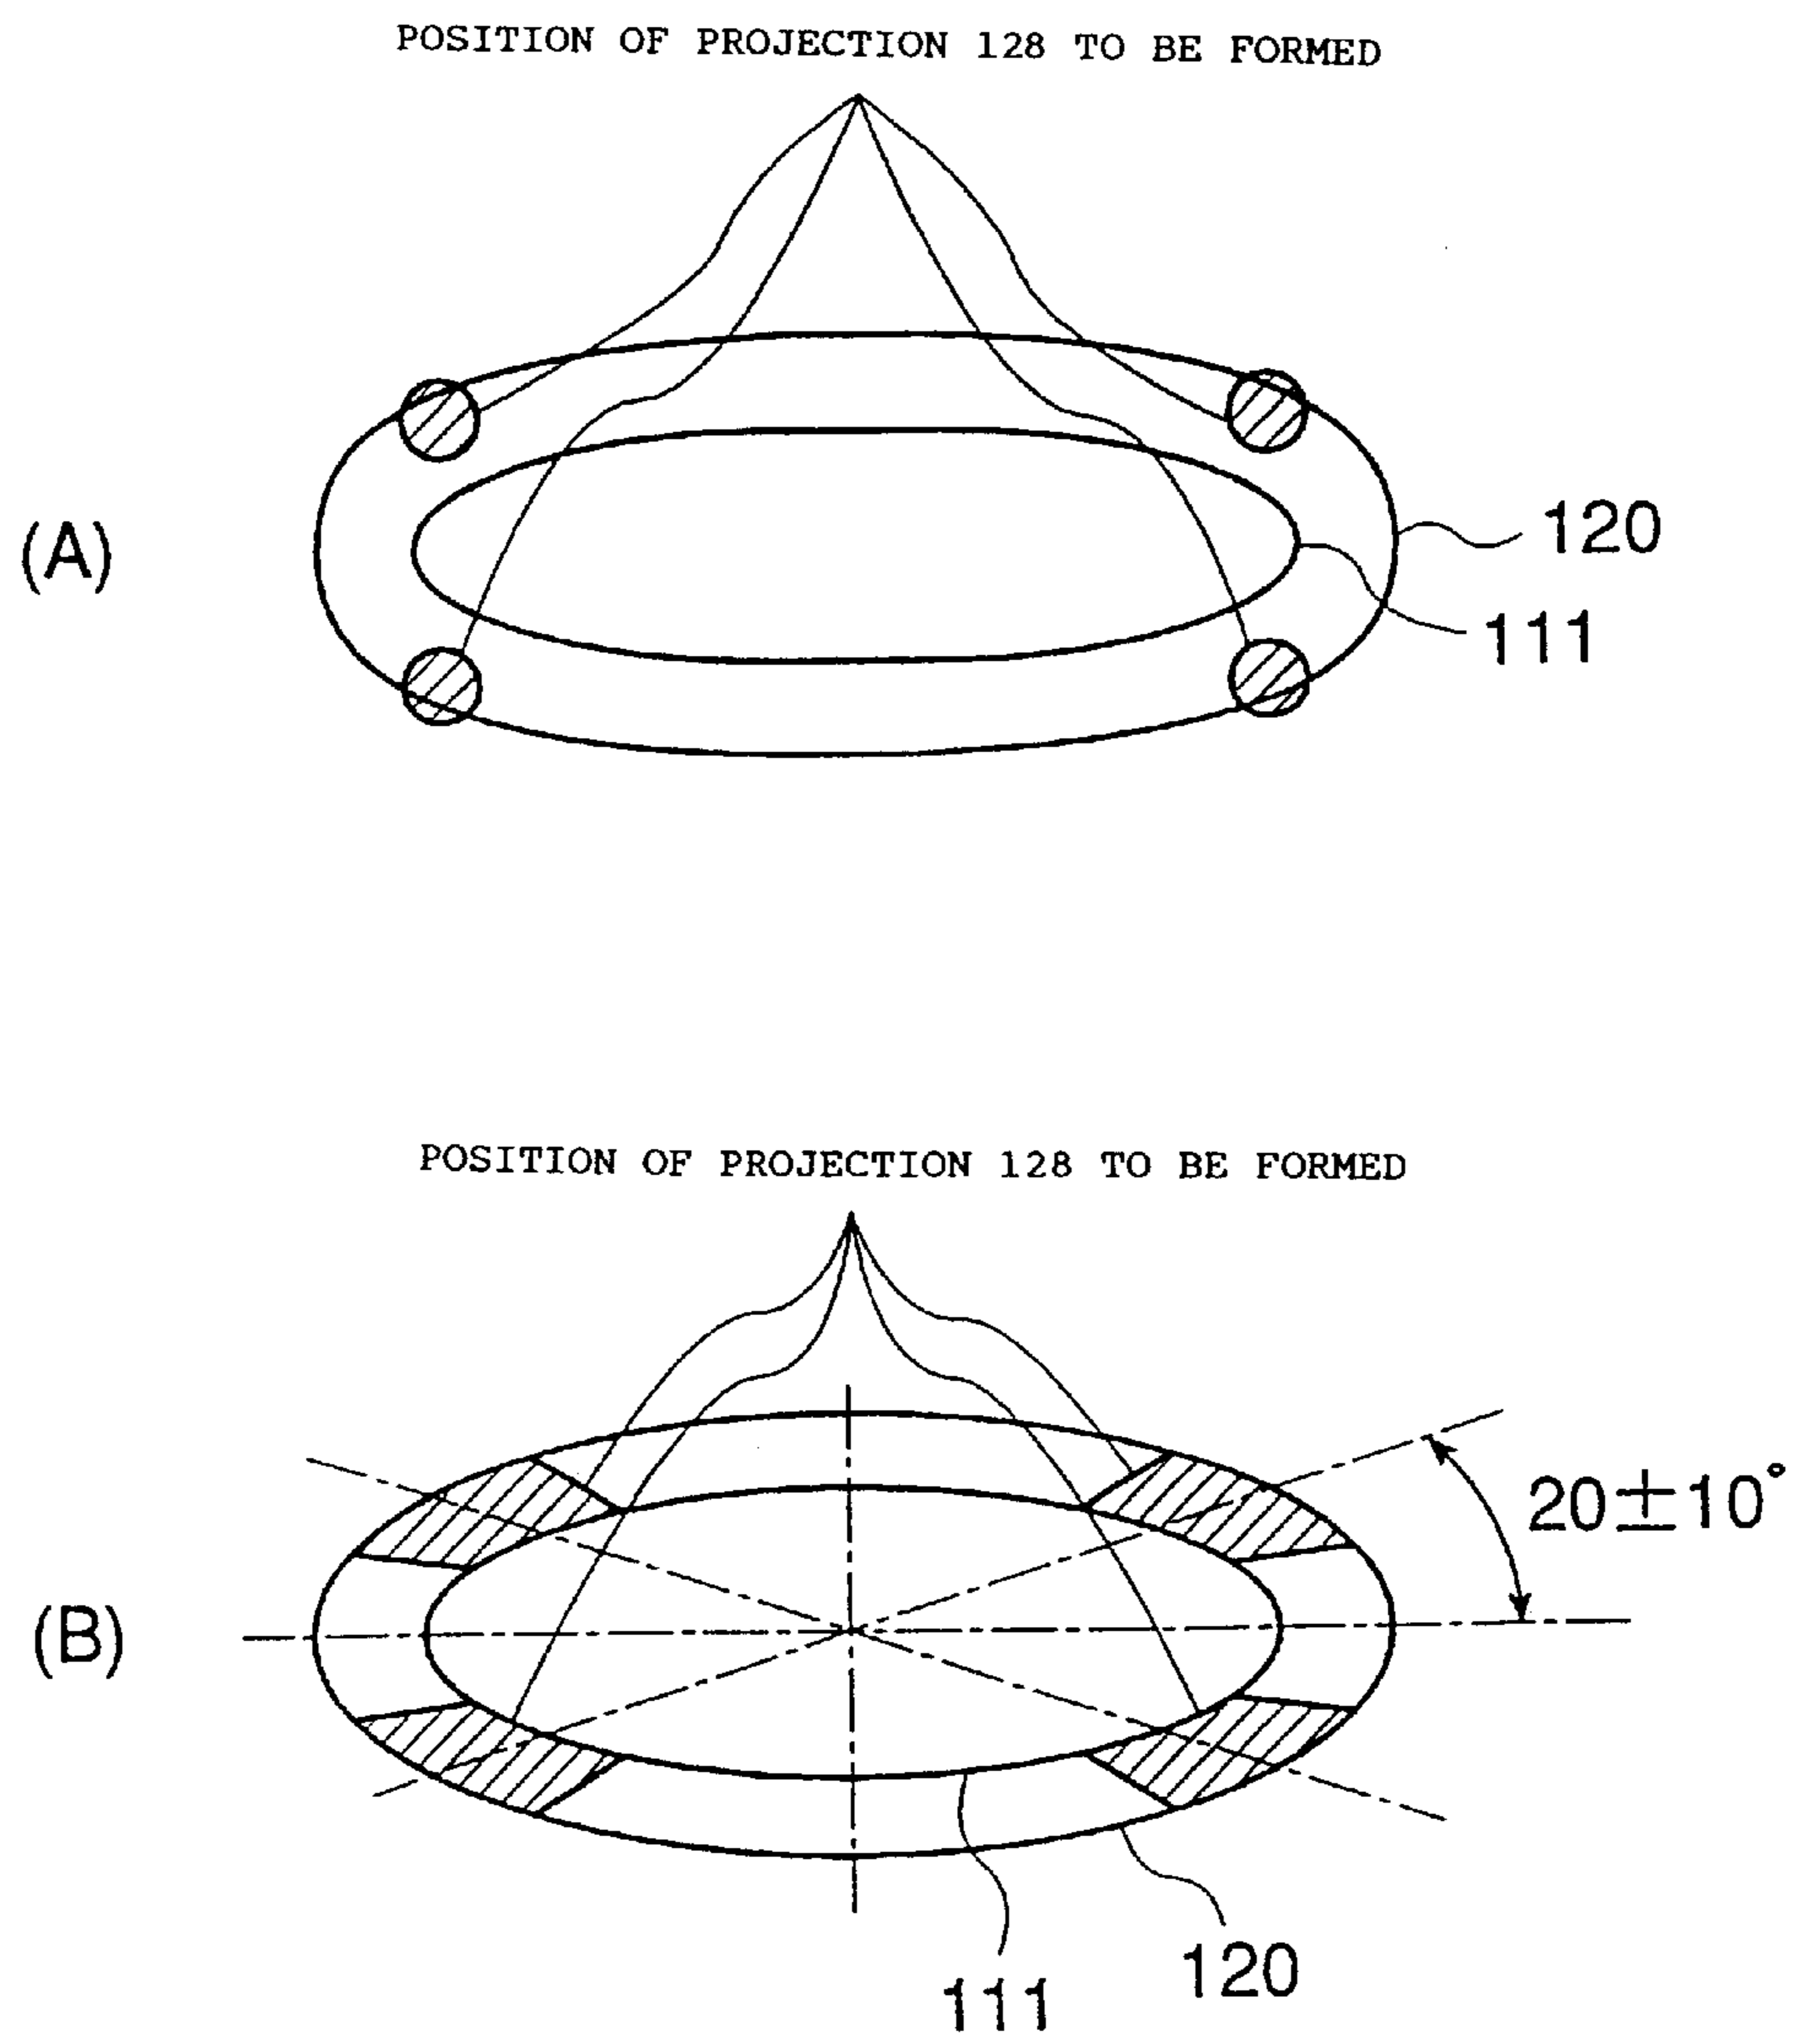 POSITION OF PROJECTION 128 TO BE FORMED
(A)
120
111
POSITION OF PROJECTION 128 TO BE FORMED
20±10°
(B)
120
111